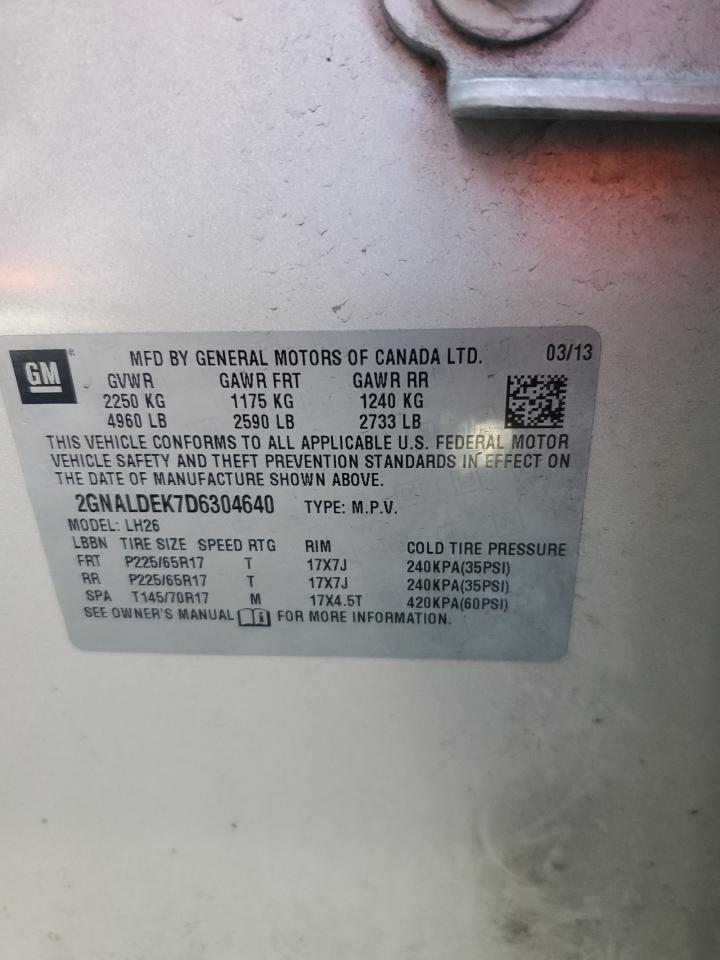 GM® MFD BY GENERAL MOTORS OF CANADA LTD. 03/13
GVWR GAWR FRT GAWR RR
2250 KG 1175 KG 1240 KG
4960 LB 2590 LB 2733 LB
THIS VEHICLE CONFORMS TO ALL APPLICABLE U.S. FEDERAL MOTOR
VEHICLE SAFETY AND THEFT PREVENTION STANDARDS IN EFFECT ON
THE DATE OF MANUFACTURE SHOWN ABOVE.
2GNALDEK7D6304640 TYPE: M.P.V.
MODEL: LH26
LBBN TIRE SIZE SPEED RTG RIM COLD TIRE PRESSURE
FRT P225/65R17 T 17X7J 240KPA(35PSI)
RR P225/65R17 T 17X7J 240KPA(35PSI)
SPA T145/70R17 M 17X4.5T 420KPA(60PSI)
SEE OWNER'S MANUAL FOR MORE INFORMATION.